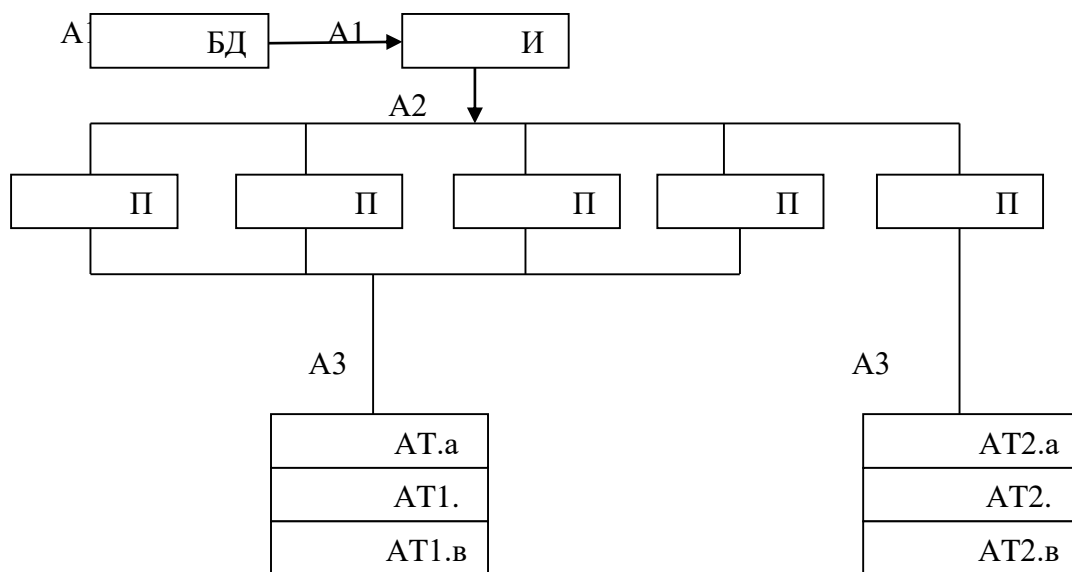 А1 БД А1 И
А2
П П П П П
А3 А3
АТ.а АТ2.а
АТ1. АТ2.
АТ1.в АТ2.в